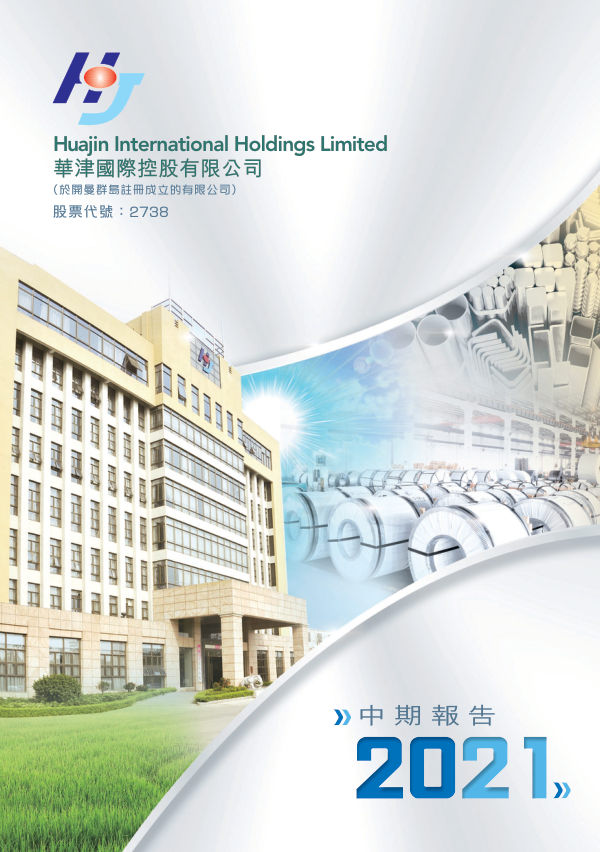 HJ
Huajin International Holdings Limited
華津國際控股有限公司
(於開曼群島註冊成立的有限公司)
股票代號：2738
中期報告
2021